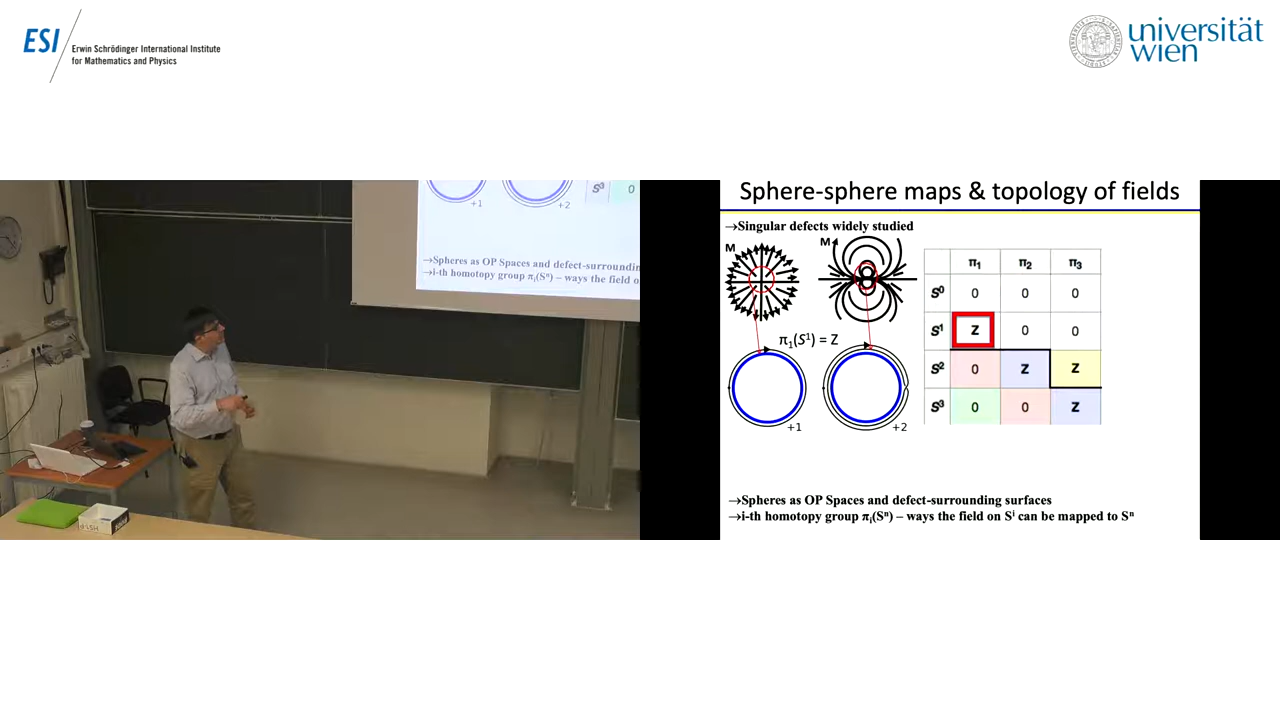 ESI
Erwin Schrödinger International Institute
for Mathematics and Physics
universität
wien
S³ 0
+1 +2
→Spheres as OP Spaces and defect-surroundin
→i-th homotopy group πᵢ(Sⁿ) – ways the field o
Sphere-sphere maps & topology of fields
→Singular defects widely studied
M M
π₁(S¹) = Z
+1 +2
π₁ π₂ π₃
S⁰ 0 0 0
S¹ Z 0 0
S² 0 Z Z
S³ 0 0 Z
→Spheres as OP Spaces and defect-surrounding surfaces
→i-th homotopy group πᵢ(Sⁿ) – ways the field on Sⁱ can be mapped to Sⁿ